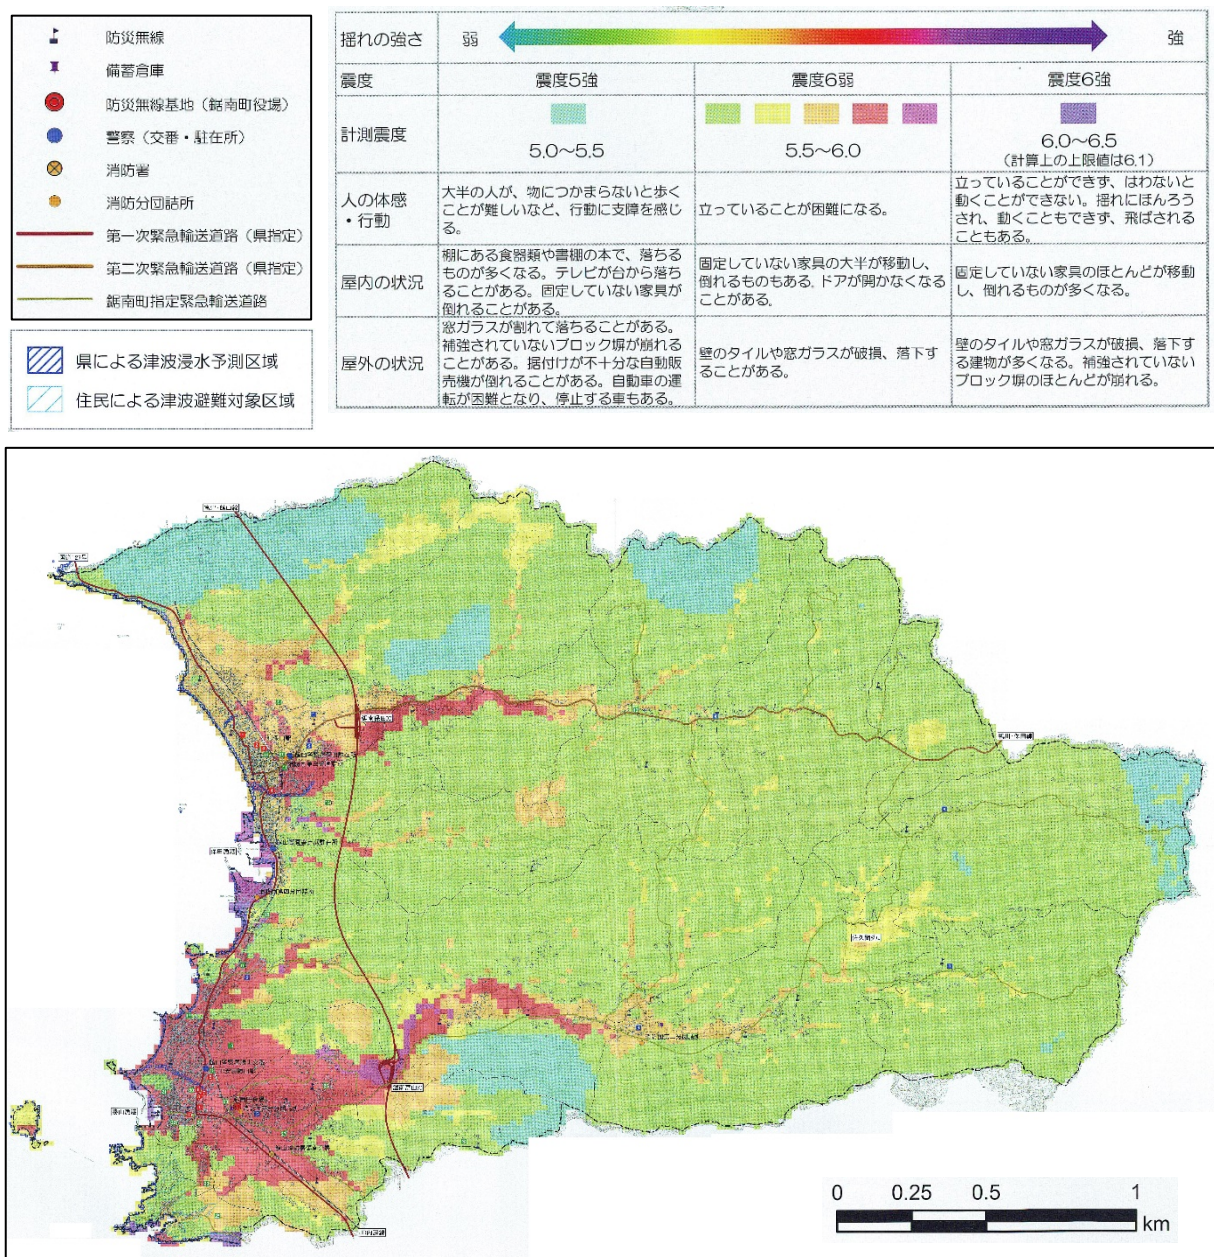 防災無線
備蓄倉庫
防災無線基地（鋸南町役場）
警察（交番・駐在所）
消防署
消防分団詰所
第一次緊急輸送道路（県指定）
第二次緊急輸送道路（県指定）
鋸南町指定緊急輸送道路
県による津波浸水予測区域
住民による津波避難対象区域
揺れの強さ 弱 強
震度 震度5強 震度6弱 震度6強
計測震度 5.0～5.5 5.5～6.0 6.0～6.5
（計算上の上限値は6.1）
人の体感
・行動
大半の人が、物につかまらないと歩く
ことが難しいなど、行動に支障を感じ
る。
立っていることが困難になる。
立っていることができず、はわないと
動くことができない。揺れにほんろう
され、動くこともできず、飛ばされる
こともある。
屋内の状況
棚にある食器類や書棚の本で、落ちる
ものが多くなる。テレビが台から落ち
ることがある。固定していない家具が
倒れることがある。
固定していない家具の大半が移動し、
倒れるものもある。ドアが開かなくなる
ことがある。
固定していない家具のほとんどが移動
し、倒れるものが多くなる。
屋外の状況
窓ガラスが割れて落ちることがある。
補強されていないブロック塀が崩れる
ことがある。据付けが不十分な自動販
売機が倒れることがある。自動車の運
転が困難となり、停止する車もある。
壁のタイルや窓ガラスが破損、落下す
ることがある。
壁のタイルや窓ガラスが破損、落下す
る建物が多くなる。補強されていない
ブロック塀のほとんどが崩れる。
0 0.25 0.5 1
km